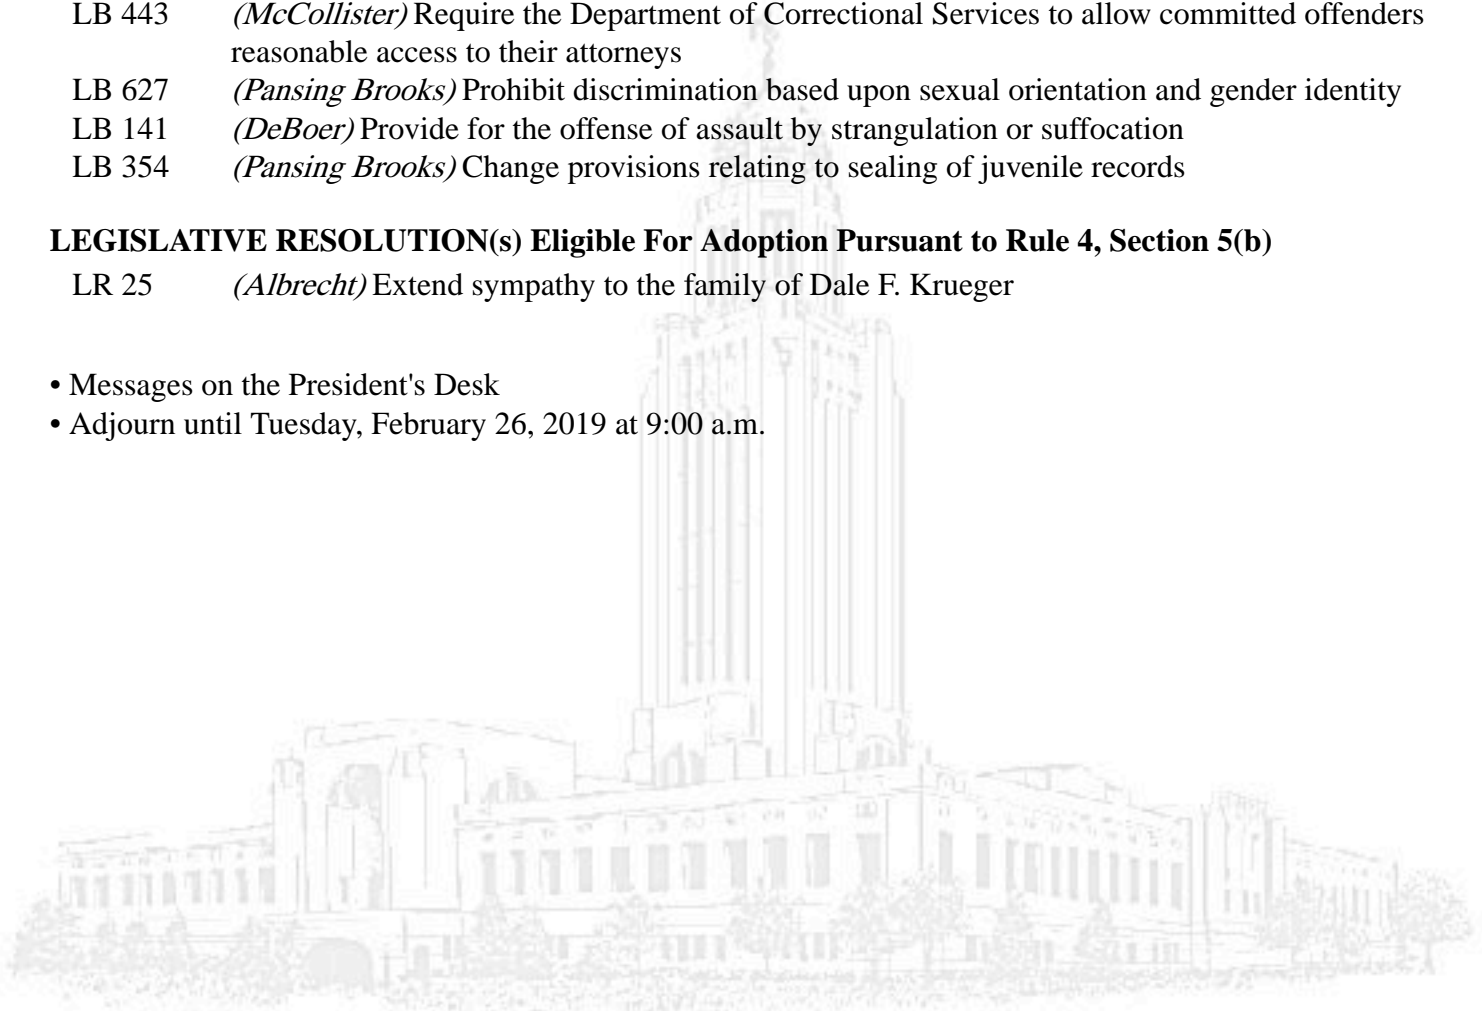 LB 443 (McCollister) Require the Department of Correctional Services to allow committed offenders
reasonable access to their attorneys
LB 627 (Pansing Brooks) Prohibit discrimination based upon sexual orientation and gender identity
LB 141 (DeBoer) Provide for the offense of assault by strangulation or suffocation
LB 354 (Pansing Brooks) Change provisions relating to sealing of juvenile records
LEGISLATIVE RESOLUTION(s) Eligible For Adoption Pursuant to Rule 4, Section 5(b)
LR 25 (Albrecht) Extend sympathy to the family of Dale F. Krueger
• Messages on the President's Desk
• Adjourn until Tuesday, February 26, 2019 at 9:00 a.m.